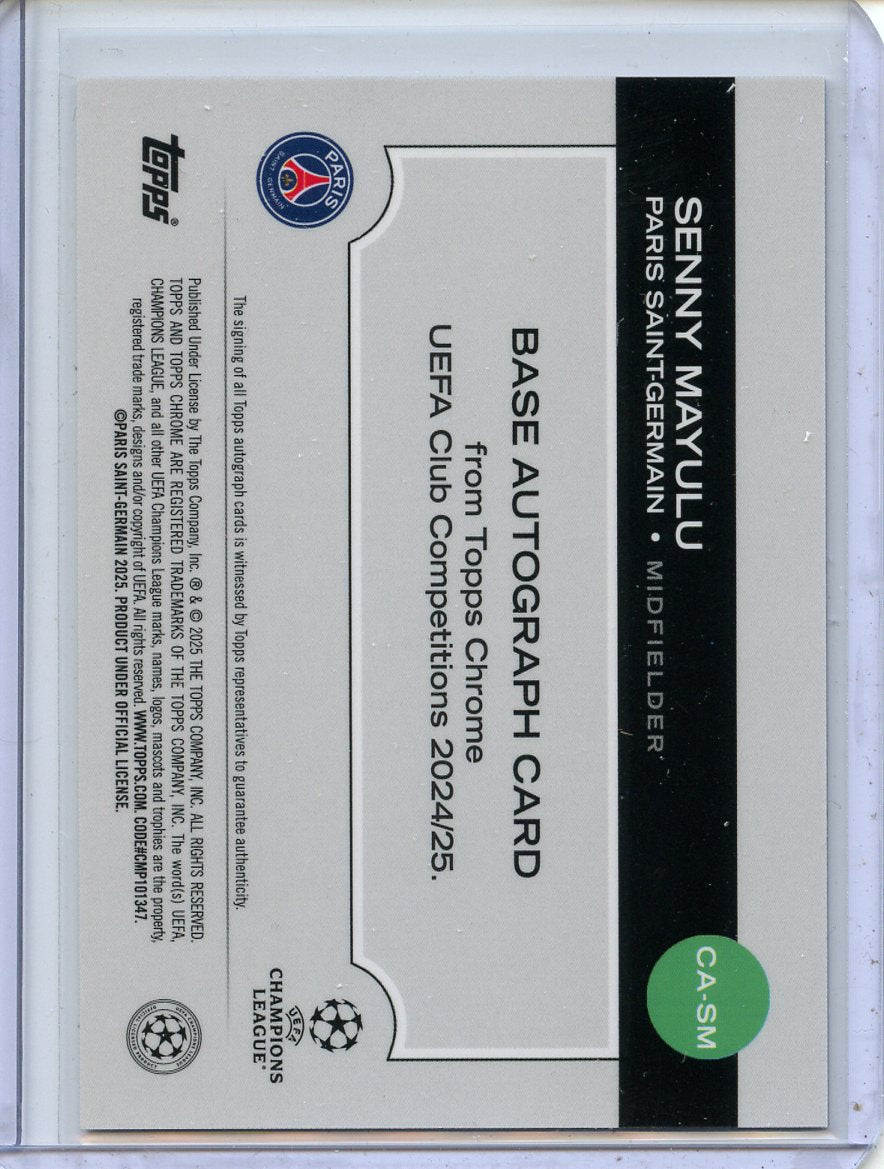 SENNY MAYULU
PARIS SAINT-GERMAIN • MIDFIELDER
CA-SM
BASE AUTOGRAPH CARD
from Topps Chrome
UEFA Club Competitions 2024/25.
PARIS
SAINT-GERMAIN
UEFA
CHAMPIONS
LEAGUE®
The signing of all Topps autograph cards is witnessed by Topps representatives to guarantee authenticity.
topps®
Published Under License by The Topps Company, Inc. ® & © 2025 THE TOPPS COMPANY, INC. ALL RIGHTS RESERVED.
TOPPS AND TOPPS CHROME ARE REGISTERED TRADEMARKS OF THE TOPPS COMPANY, INC. The word(s) UEFA,
CHAMPIONS LEAGUE, and all other UEFA Champions League marks, names, logos, mascots and trophies are the property,
registered trade marks, designs and/or copyright of UEFA. All rights reserved. WWW.TOPPS.COM. CODE#CMP101347.
©PARIS SAINT-GERMAIN 2025. PRODUCT UNDER OFFICIAL LICENSE.